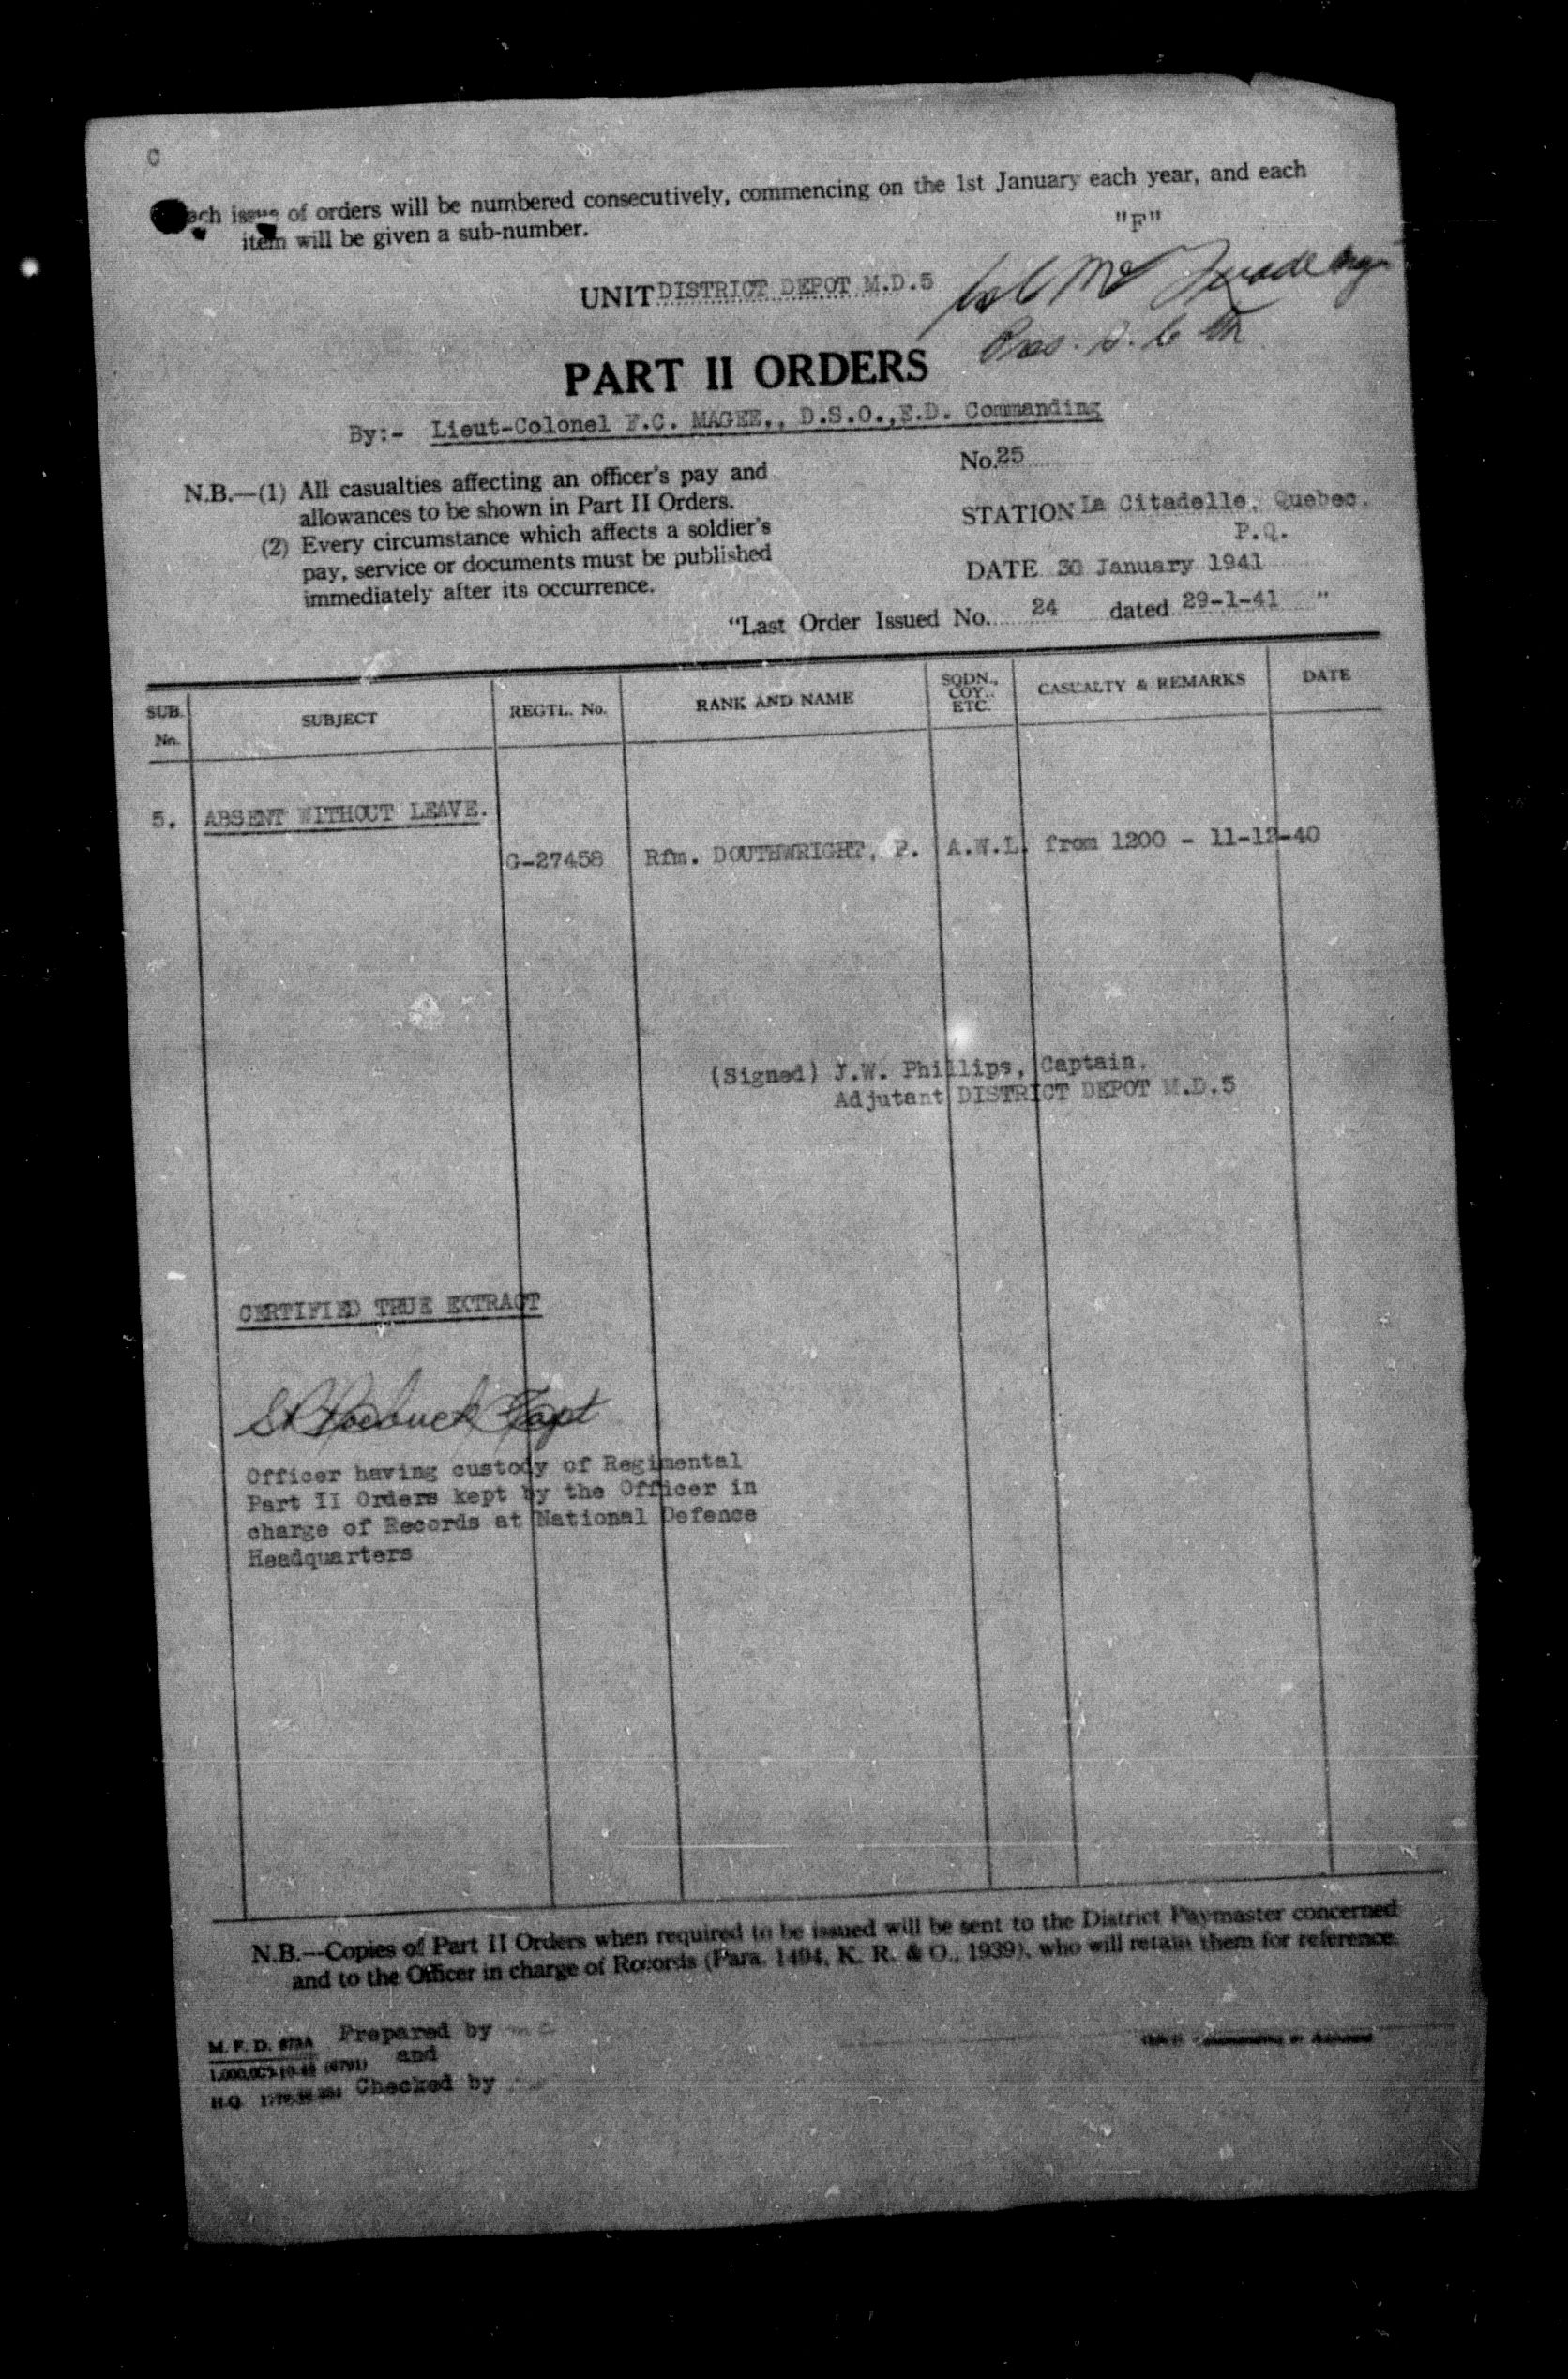 C
ach issue of orders will be numbered consecutively, commencing on the 1st January each year, and each
item will be given a sub-number.
"F"
UNIT DISTRICT DEPOT M.D.5
PART II ORDERS
By:- Lieut-Colonel F.C. MAGEE., D.S.O.,E.D. Commanding
N.B.—(1) All casualties affecting an officer's pay and
allowances to be shown in Part II Orders.
(2) Every circumstance which affects a soldier's
pay, service or documents must be published
immediately after its occurrence.
No. 25
STATION La Citadelle, Quebec.
P.Q.
DATE 30 January 1941
"Last Order Issued No. 24 dated 29-1-41 "
SUB. No. SUBJECT REGTL. No. RANK AND NAME SQDN., COY., ETC. CASUALTY & REMARKS DATE
5. ABSENT WITHOUT LEAVE.
G-27458 Rfm. DOUTHWRIGHT, P. A.W.L. from 1200 - 11-12-40
(Signed) J.W. Phillips, Captain,
Adjutant DISTRICT DEPOT M.D.5
CERTIFIED TRUE EXTRACT
Roebuck Capt
Officer having custody of Regimental
Part II Orders kept by the Officer in
charge of Records at National Defence
Headquarters
N.B.—Copies of Part II Orders when required to be issued will be sent to the District Paymaster concerned
and to the Officer in charge of Records (Para. 1494, K. R. & O., 1939), who will retain them for reference.
M. F. D. Prepared by
and
H.Q. Checked by